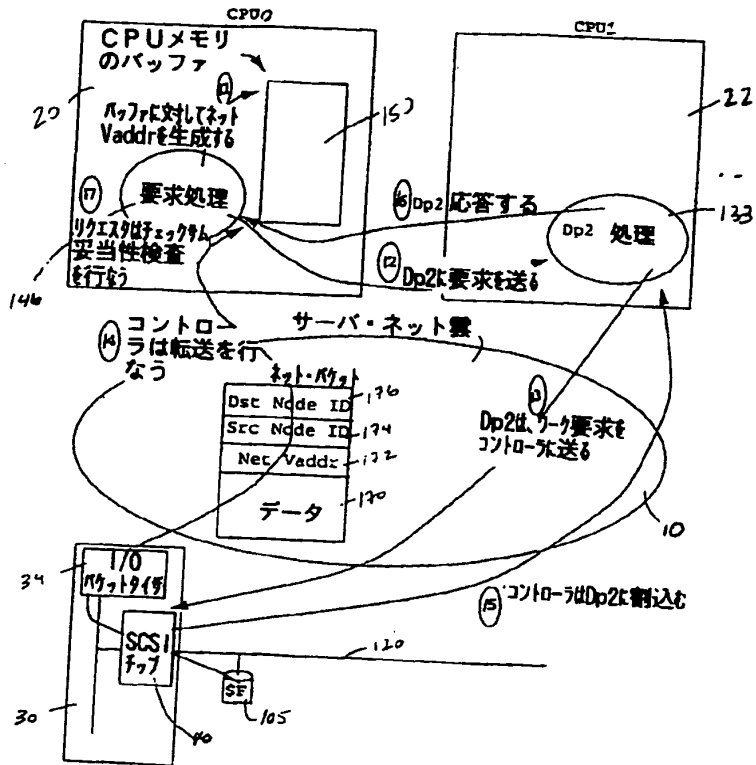 CPU0
CPUメモリ
のバッファ
20
11
バッファに対してネット
Vaddrを生成する
150
17
要求処理
リクエスタはチェックサム
妥当性検査
を行なう
146
CPU1
22
16 Dp2 応答する
133
Dp2 処理
12 Dp2に要求を送る
サーバ・ネット雲
14 コントロー
ラは転送を行
なう
ネット・パケット
Dst Node ID
176
Src Node ID
174
Net Vaddr
172
データ
170
13
Dp2は、ワーク要求を
コントローラに送る
10
34
I/O
パケットタイザ
15 コントローラはDp2に割込む
SCSI
チップ
120
$F
105
30
40